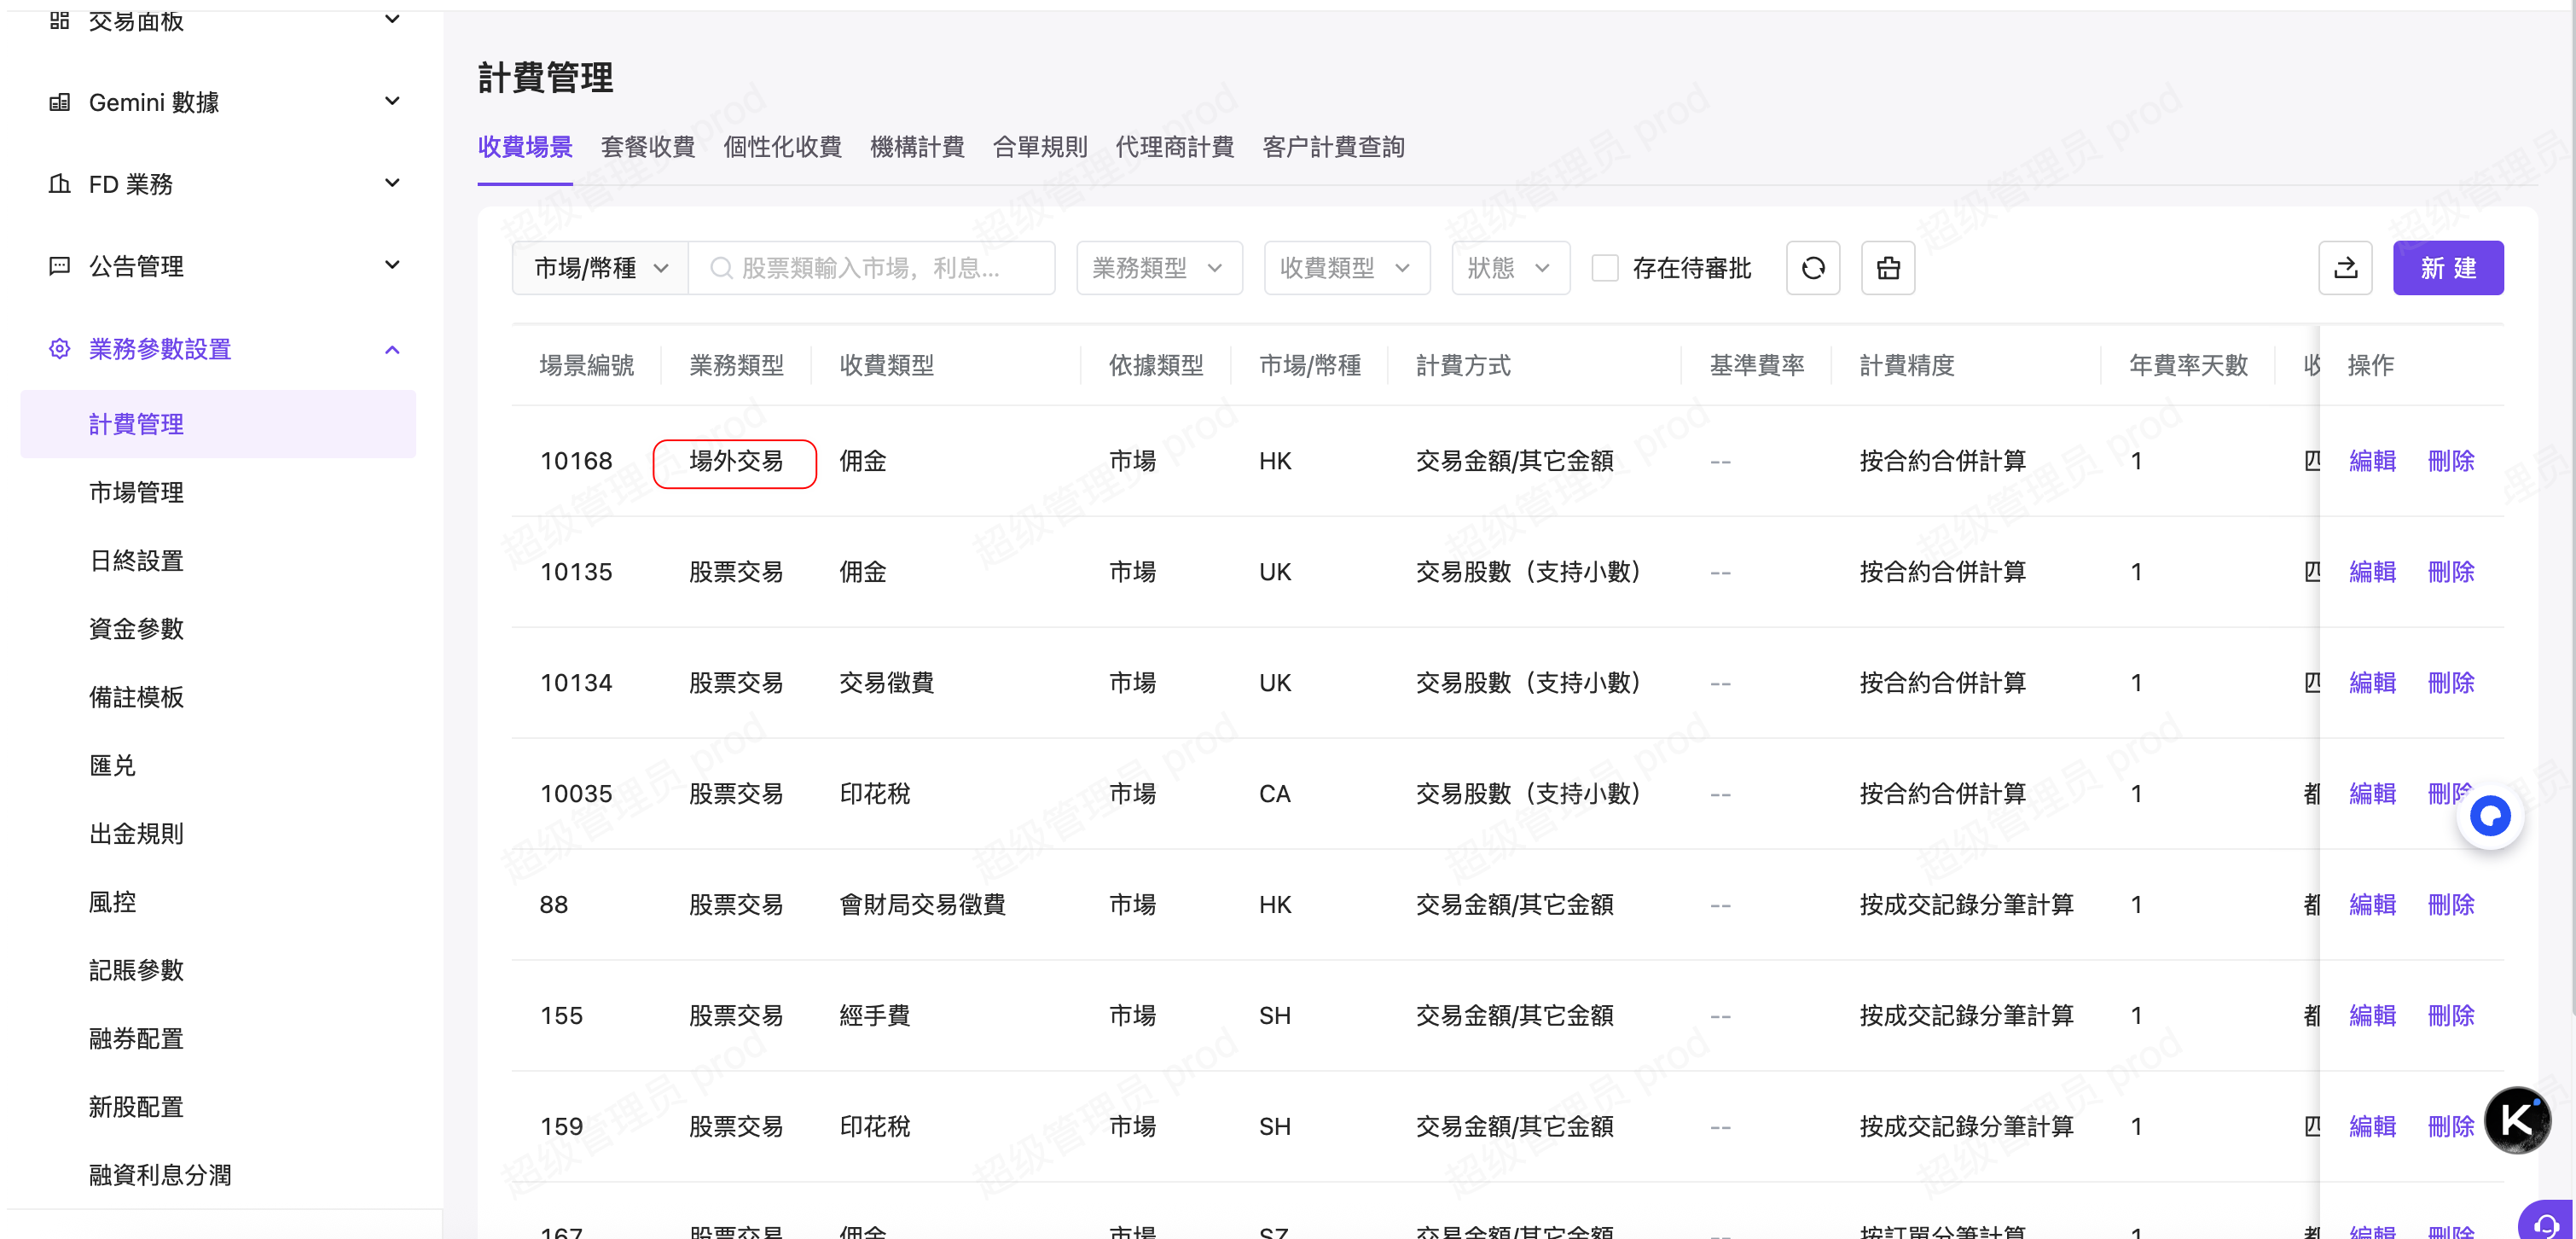 交易面板
Gemini 數據
FD 業務
公告管理
業務參數設置
計費管理
市場管理
日終設置
資金參數
備註模板
匯兑
出金規則
風控
記賬參數
融券配置
新股配置
融資利息分潤
計費管理
收費場景 套餐收費 個性化收費 機構計費 合單規則 代理商計費 客户計費查詢
市場/幣種 股票類輸入市場，利息... 業務類型 收費類型 狀態 存在待審批 新 建
場景編號 業務類型 收費類型 依據類型 市場/幣種 計費方式 基準費率 計費精度 年費率天數 收 操作
10168 場外交易 佣金 市場 HK 交易金額/其它金額 -- 按合約合併計算 1 四 編輯 刪除
10135 股票交易 佣金 市場 UK 交易股數（支持小數） -- 按合約合併計算 1 四 編輯 刪除
10134 股票交易 交易徵費 市場 UK 交易股數（支持小數） -- 按合約合併計算 1 四 編輯 刪除
10035 股票交易 印花稅 市場 CA 交易股數（支持小數） -- 按合約合併計算 1 都 編輯 刪除
88 股票交易 會財局交易徵費 市場 HK 交易金額/其它金額 -- 按成交記錄分筆計算 1 都 編輯 刪除
155 股票交易 經手費 市場 SH 交易金額/其它金額 -- 按成交記錄分筆計算 1 都 編輯 刪除
159 股票交易 印花稅 市場 SH 交易金額/其它金額 -- 按成交記錄分筆計算 1 四 編輯 刪除
167 股票交易 佣金 市場 SZ 交易金額/其它金額 -- 按訂單分筆計算 1 都 編輯 刪除
超级管理员 prod
K